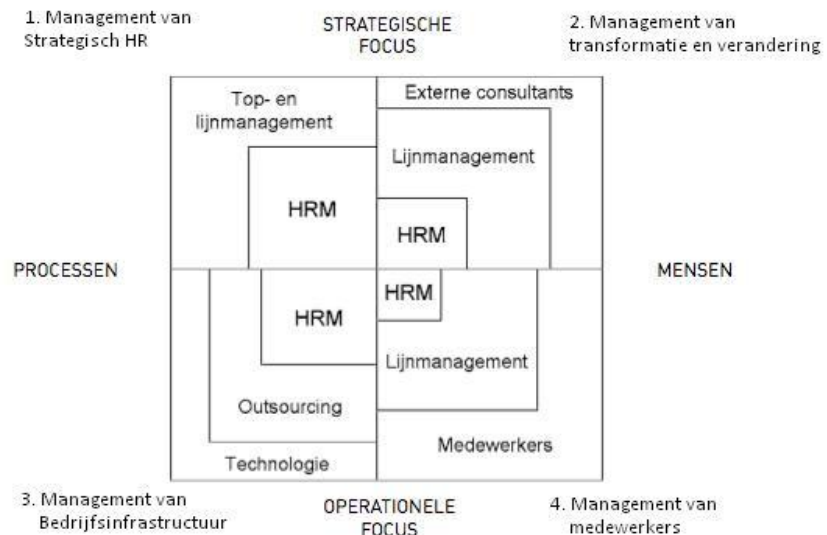 1. Management van
Strategisch HR
STRATEGISCHE
FOCUS
2. Management van
transformatie en verandering
Top- en
lijnmanagement
HRM
Externe consultants
Lijnmanagement
HRM
PROCESSEN
MENSEN
HRM
Outsourcing
Technologie
HRM
Lijnmanagement
Medewerkers
3. Management van
Bedrijfsinfrastructuur
OPERATIONELE
FOCUS
4. Management van
medewerkers